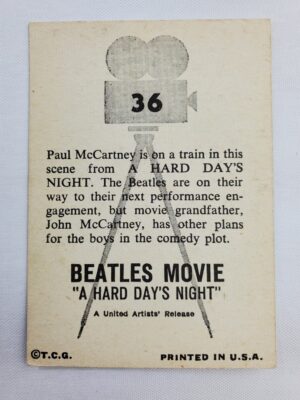 36
Paul McCartney is on a train in this
scene from A HARD DAY'S
NIGHT. The Beatles are on their
way to their next performance en-
gagement, but movie grandfather,
John McCartney, has other plans
for the boys in the comedy plot.
BEATLES MOVIE
"A HARD DAY'S NIGHT"
A United Artists' Release
©T.C.G. PRINTED IN U.S.A.